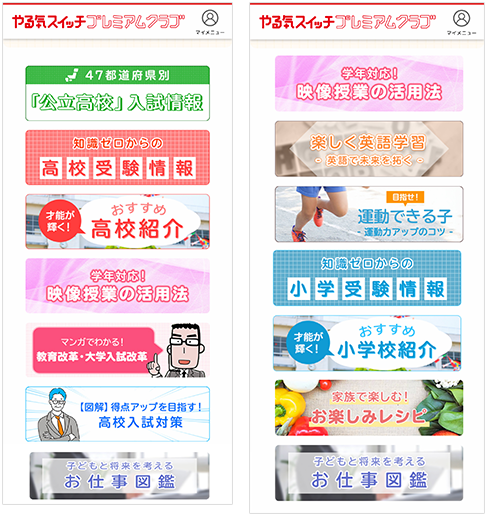 やる気スイッチプレミアムクラブ
マイメニュー
47都道府県別
「公立高校」入試情報
知識ゼロからの
高校受験情報
才能が
輝く!
おすすめ
高校紹介
学年対応!
映像授業の活用法
マンガでわかる!
教育改革・大学入試改革
【図解】得点アップを目指す!
高校入試対策
子どもと将来を考える
お仕事図鑑
やる気スイッチプレミアムクラブ
マイメニュー
学年対応!
映像授業の活用法
楽しく英語学習
- 英語で未来を拓く -
目指せ!
運動できる子
- 運動力アップのコツ -
知識ゼロからの
小学受験情報
才能が
輝く!
おすすめ
小学校紹介
家族で楽しむ!
お楽しみレシピ
子どもと将来を考える
お仕事図鑑